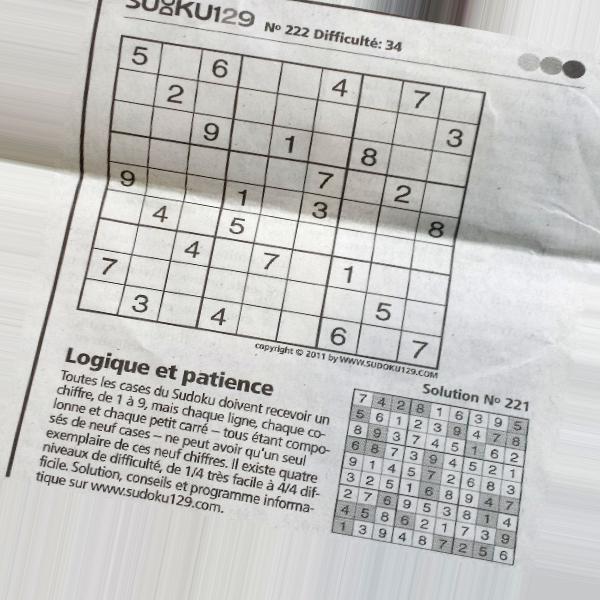 SUDOKU129 Nº 222 Difficulté: 34
5 6 4 7
2 3
9 1 8
7 2
9 1 3 8
4 5
4 7 1
7 5
3 4 6 7
copyright © 2011 by WWW.SUDOKU129.COM
Logique et patience
Toutes les cases du Sudoku doivent recevoir un
chiffre, de 1 à 9, mais chaque ligne, chaque co-
lonne et chaque petit carré – tous étant compo-
sés de neuf cases – ne peut avoir qu'un seul
exemplaire de ces neuf chiffres. Il existe quatre
niveaux de difficulté, de 1/4 très facile à 4/4 dif-
ficile. Solution, conseils et programme informa-
tique sur www.sudoku129.com.
Solution Nº 221
7 4 2 8 1 6 3 9 5
5 6 1 2 3 9 4 7 8
8 9 3 7 4 5 1 6 2
6 8 7 3 9 4 5 2 1
9 1 4 5 7 2 6 8 3
3 2 5 1 6 8 9 4 7
2 7 6 9 5 3 8 1 4
4 5 8 6 2 1 7 3 9
1 3 9 4 8 7 2 5 6